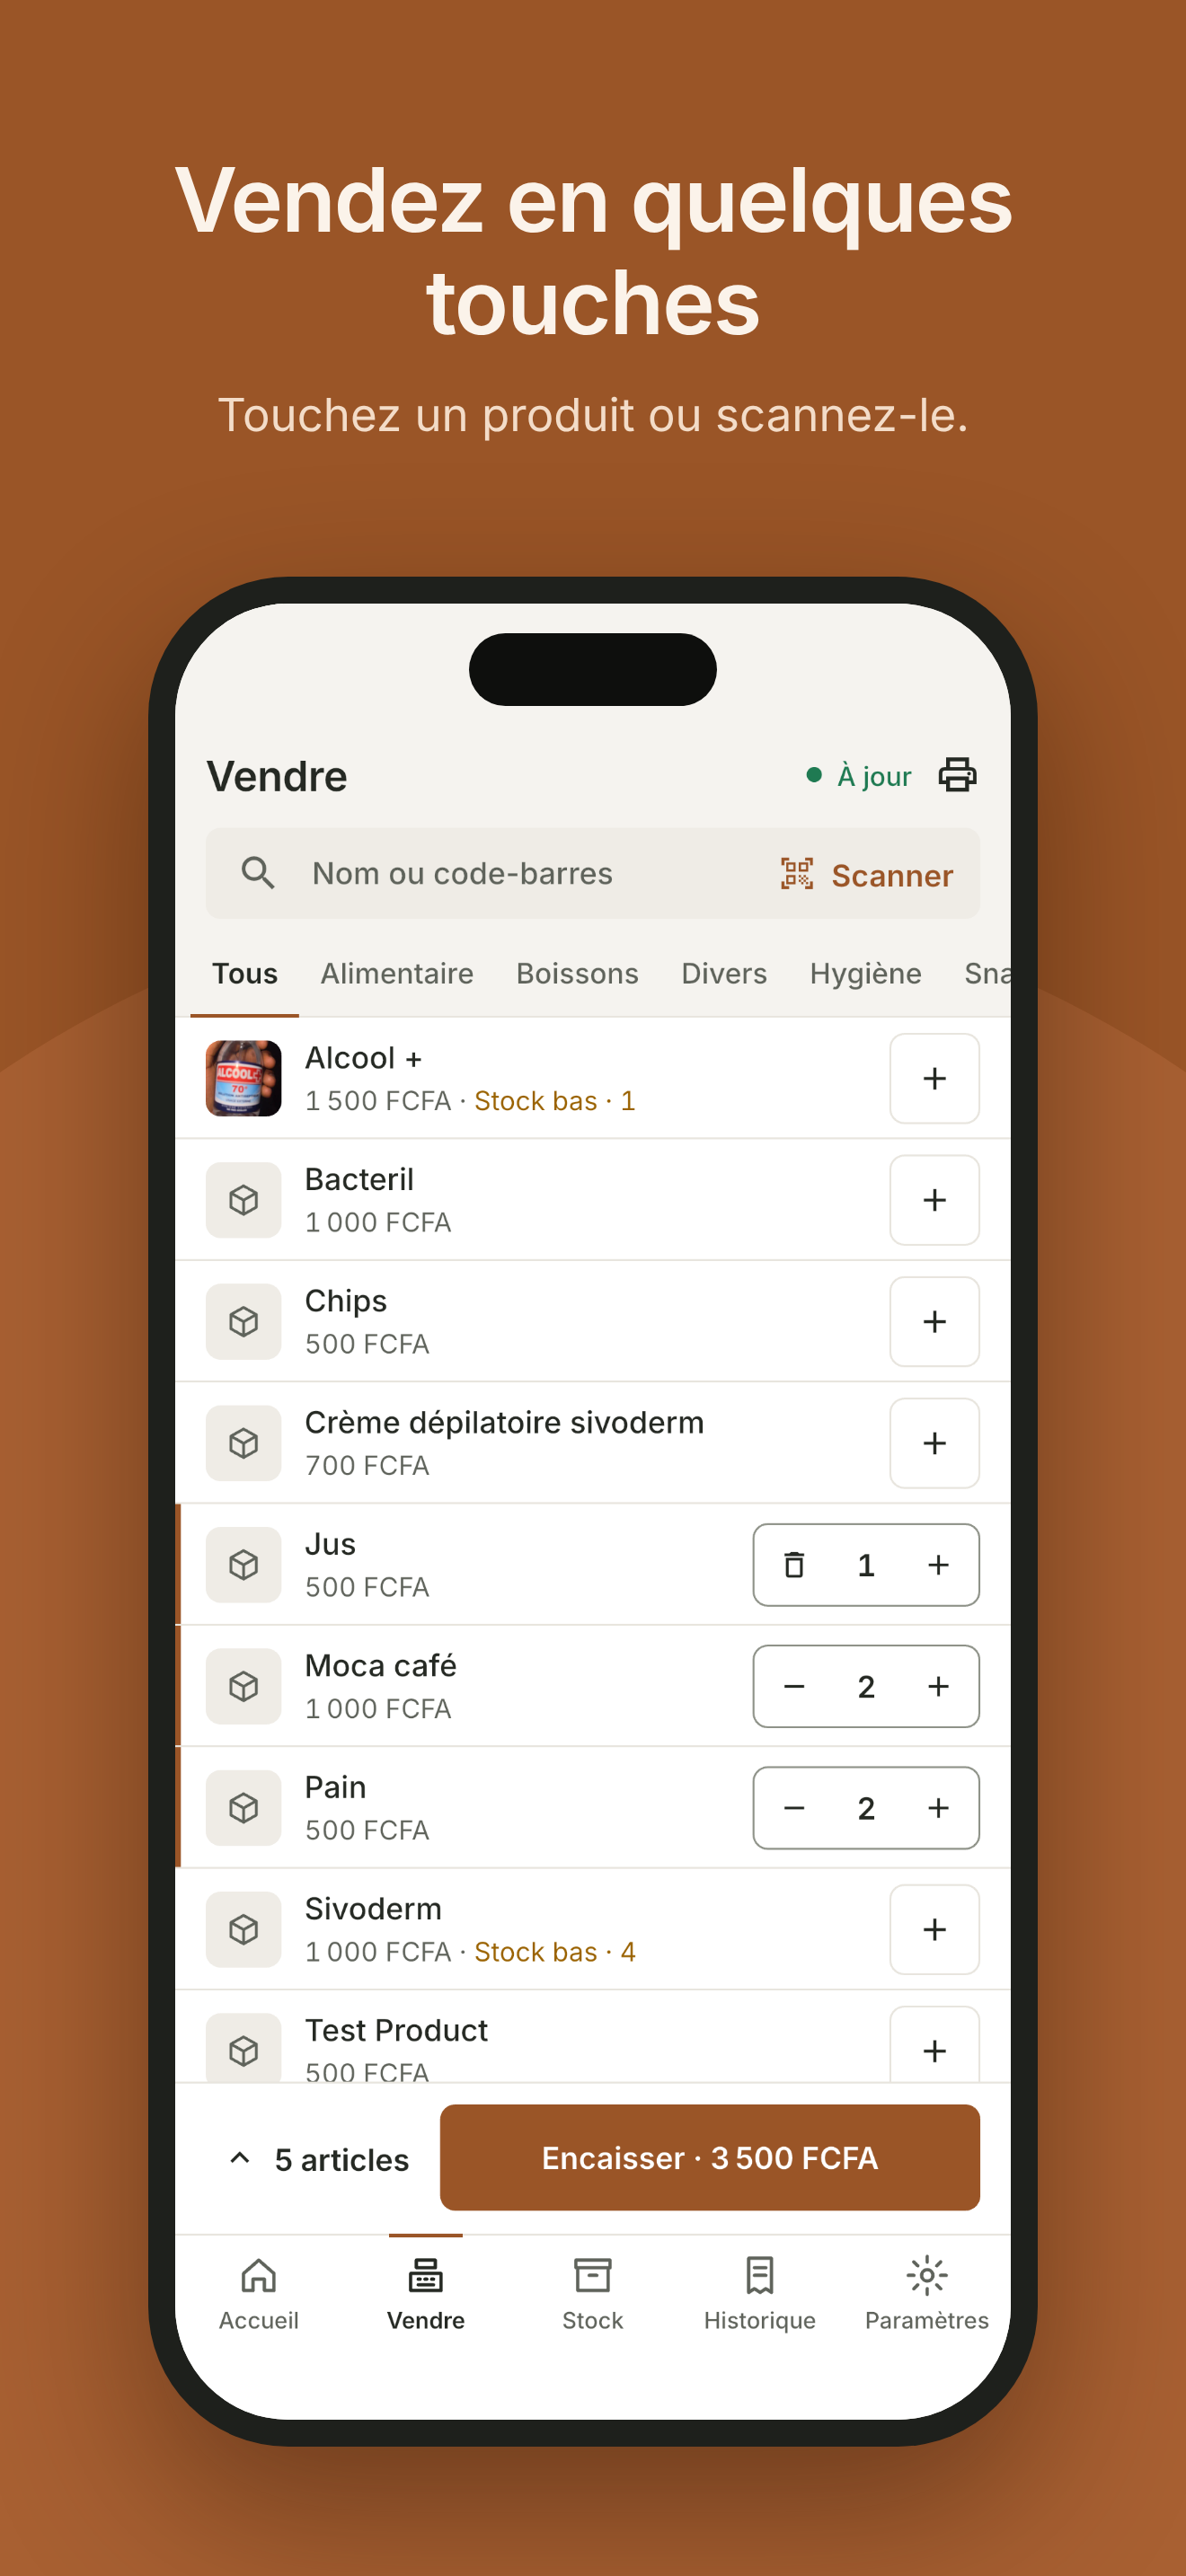 Vendez en quelques
touches
Touchez un produit ou scannez-le.
Vendre
À jour
Nom ou code-barres
Scanner
Tous Alimentaire Boissons Divers Hygiène Sna
ALCOOL+
70°
Alcool +
1 500 FCFA · Stock bas · 1
Bacteril
1 000 FCFA
Chips
500 FCFA
Crème dépilatoire sivoderm
700 FCFA
Jus
500 FCFA
1
Moca café
1 000 FCFA
2
Pain
500 FCFA
2
Sivoderm
1 000 FCFA · Stock bas · 4
Test Product
500 FCFA
5 articles
Encaisser · 3 500 FCFA
Accueil Vendre Stock Historique Paramètres